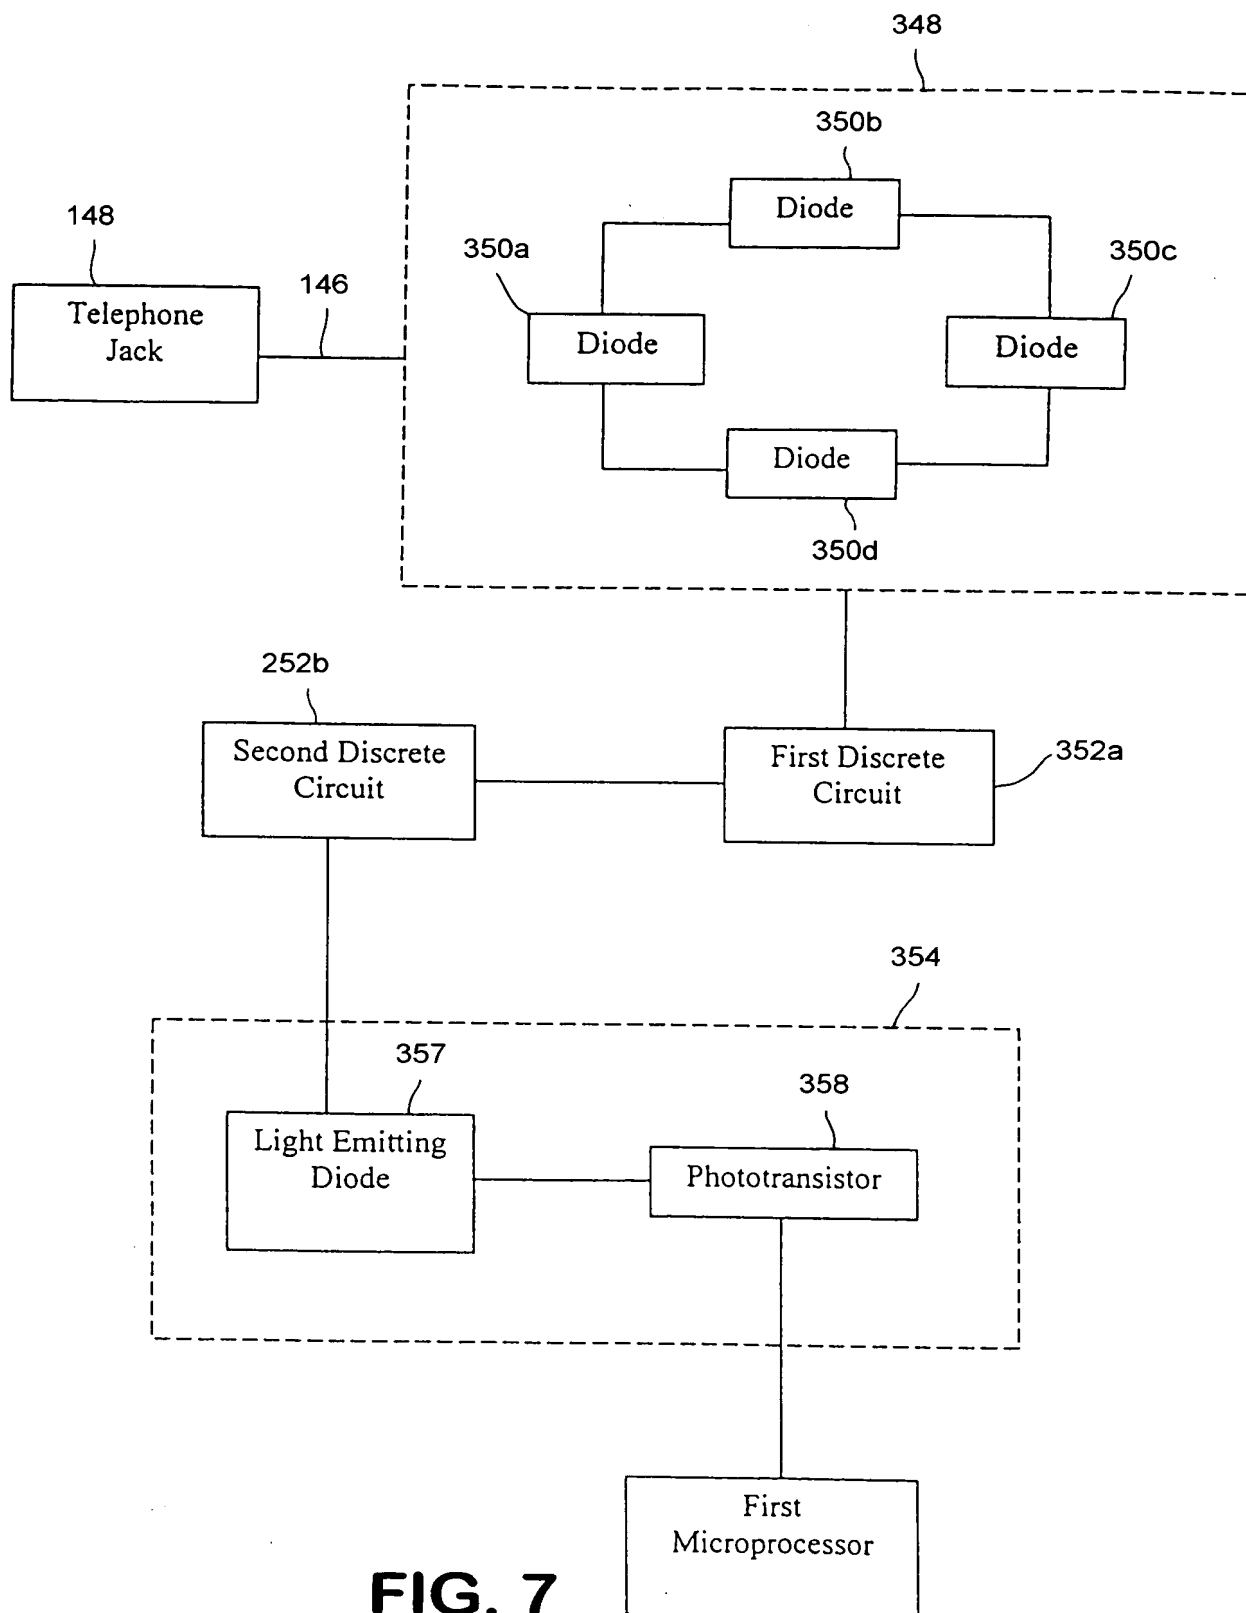 348
350b
Diode
148
350a
350c
146
Telephone
Jack
Diode
Diode
Diode
350d
252b
Second Discrete
Circuit
First Discrete
Circuit
352a
354
357
358
Light Emitting
Diode
Phototransistor
First
Microprocessor
FIG. 7